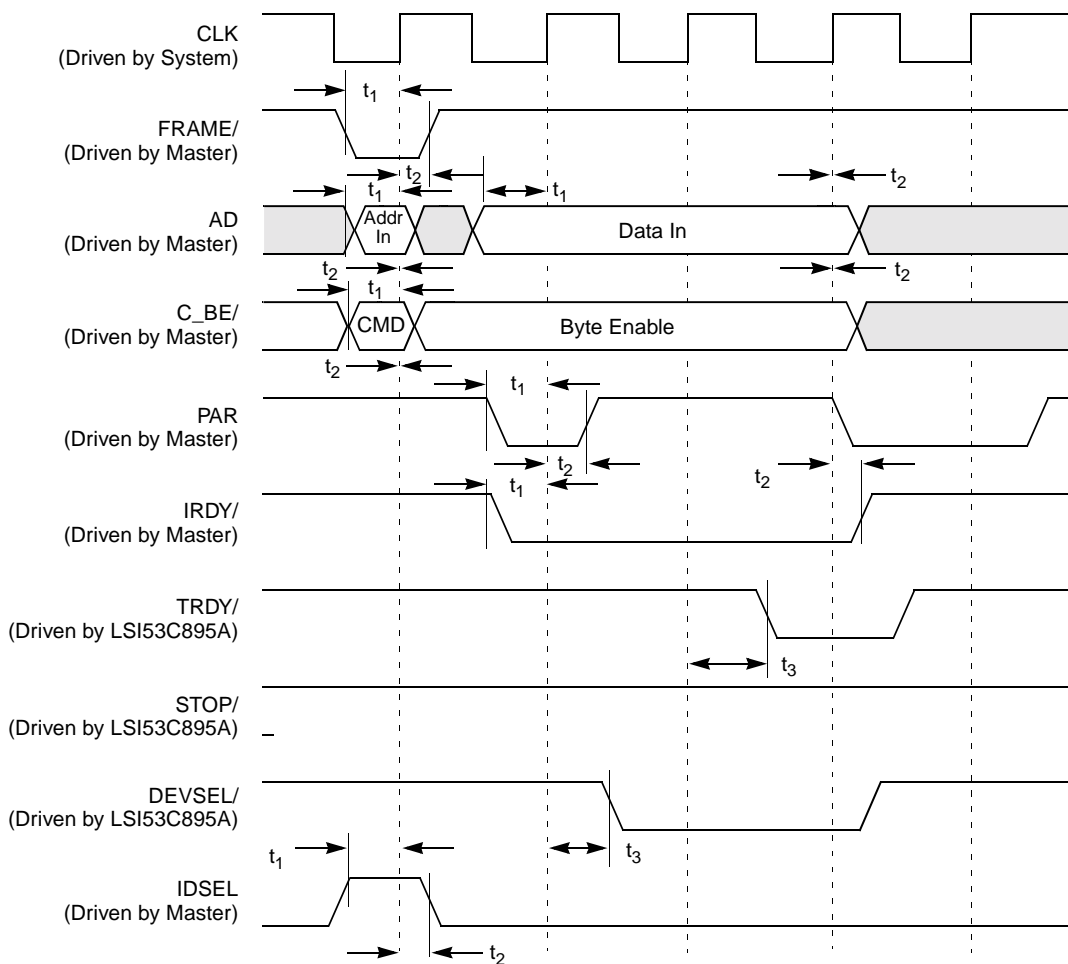 CLK
(Driven by System)
t1
FRAME/
(Driven by Master)
t2
t1
t1
t2
AD
(Driven by Master)
Addr
In
Data In
t2
t2
t1
C_BE/
(Driven by Master)
CMD
Byte Enable
t2
t1
PAR
(Driven by Master)
t2
t2
t1
IRDY/
(Driven by Master)
TRDY/
(Driven by LSI53C895A)
t3
STOP/
(Driven by LSI53C895A)
DEVSEL/
(Driven by LSI53C895A)
t1
t3
IDSEL
(Driven by Master)
t2